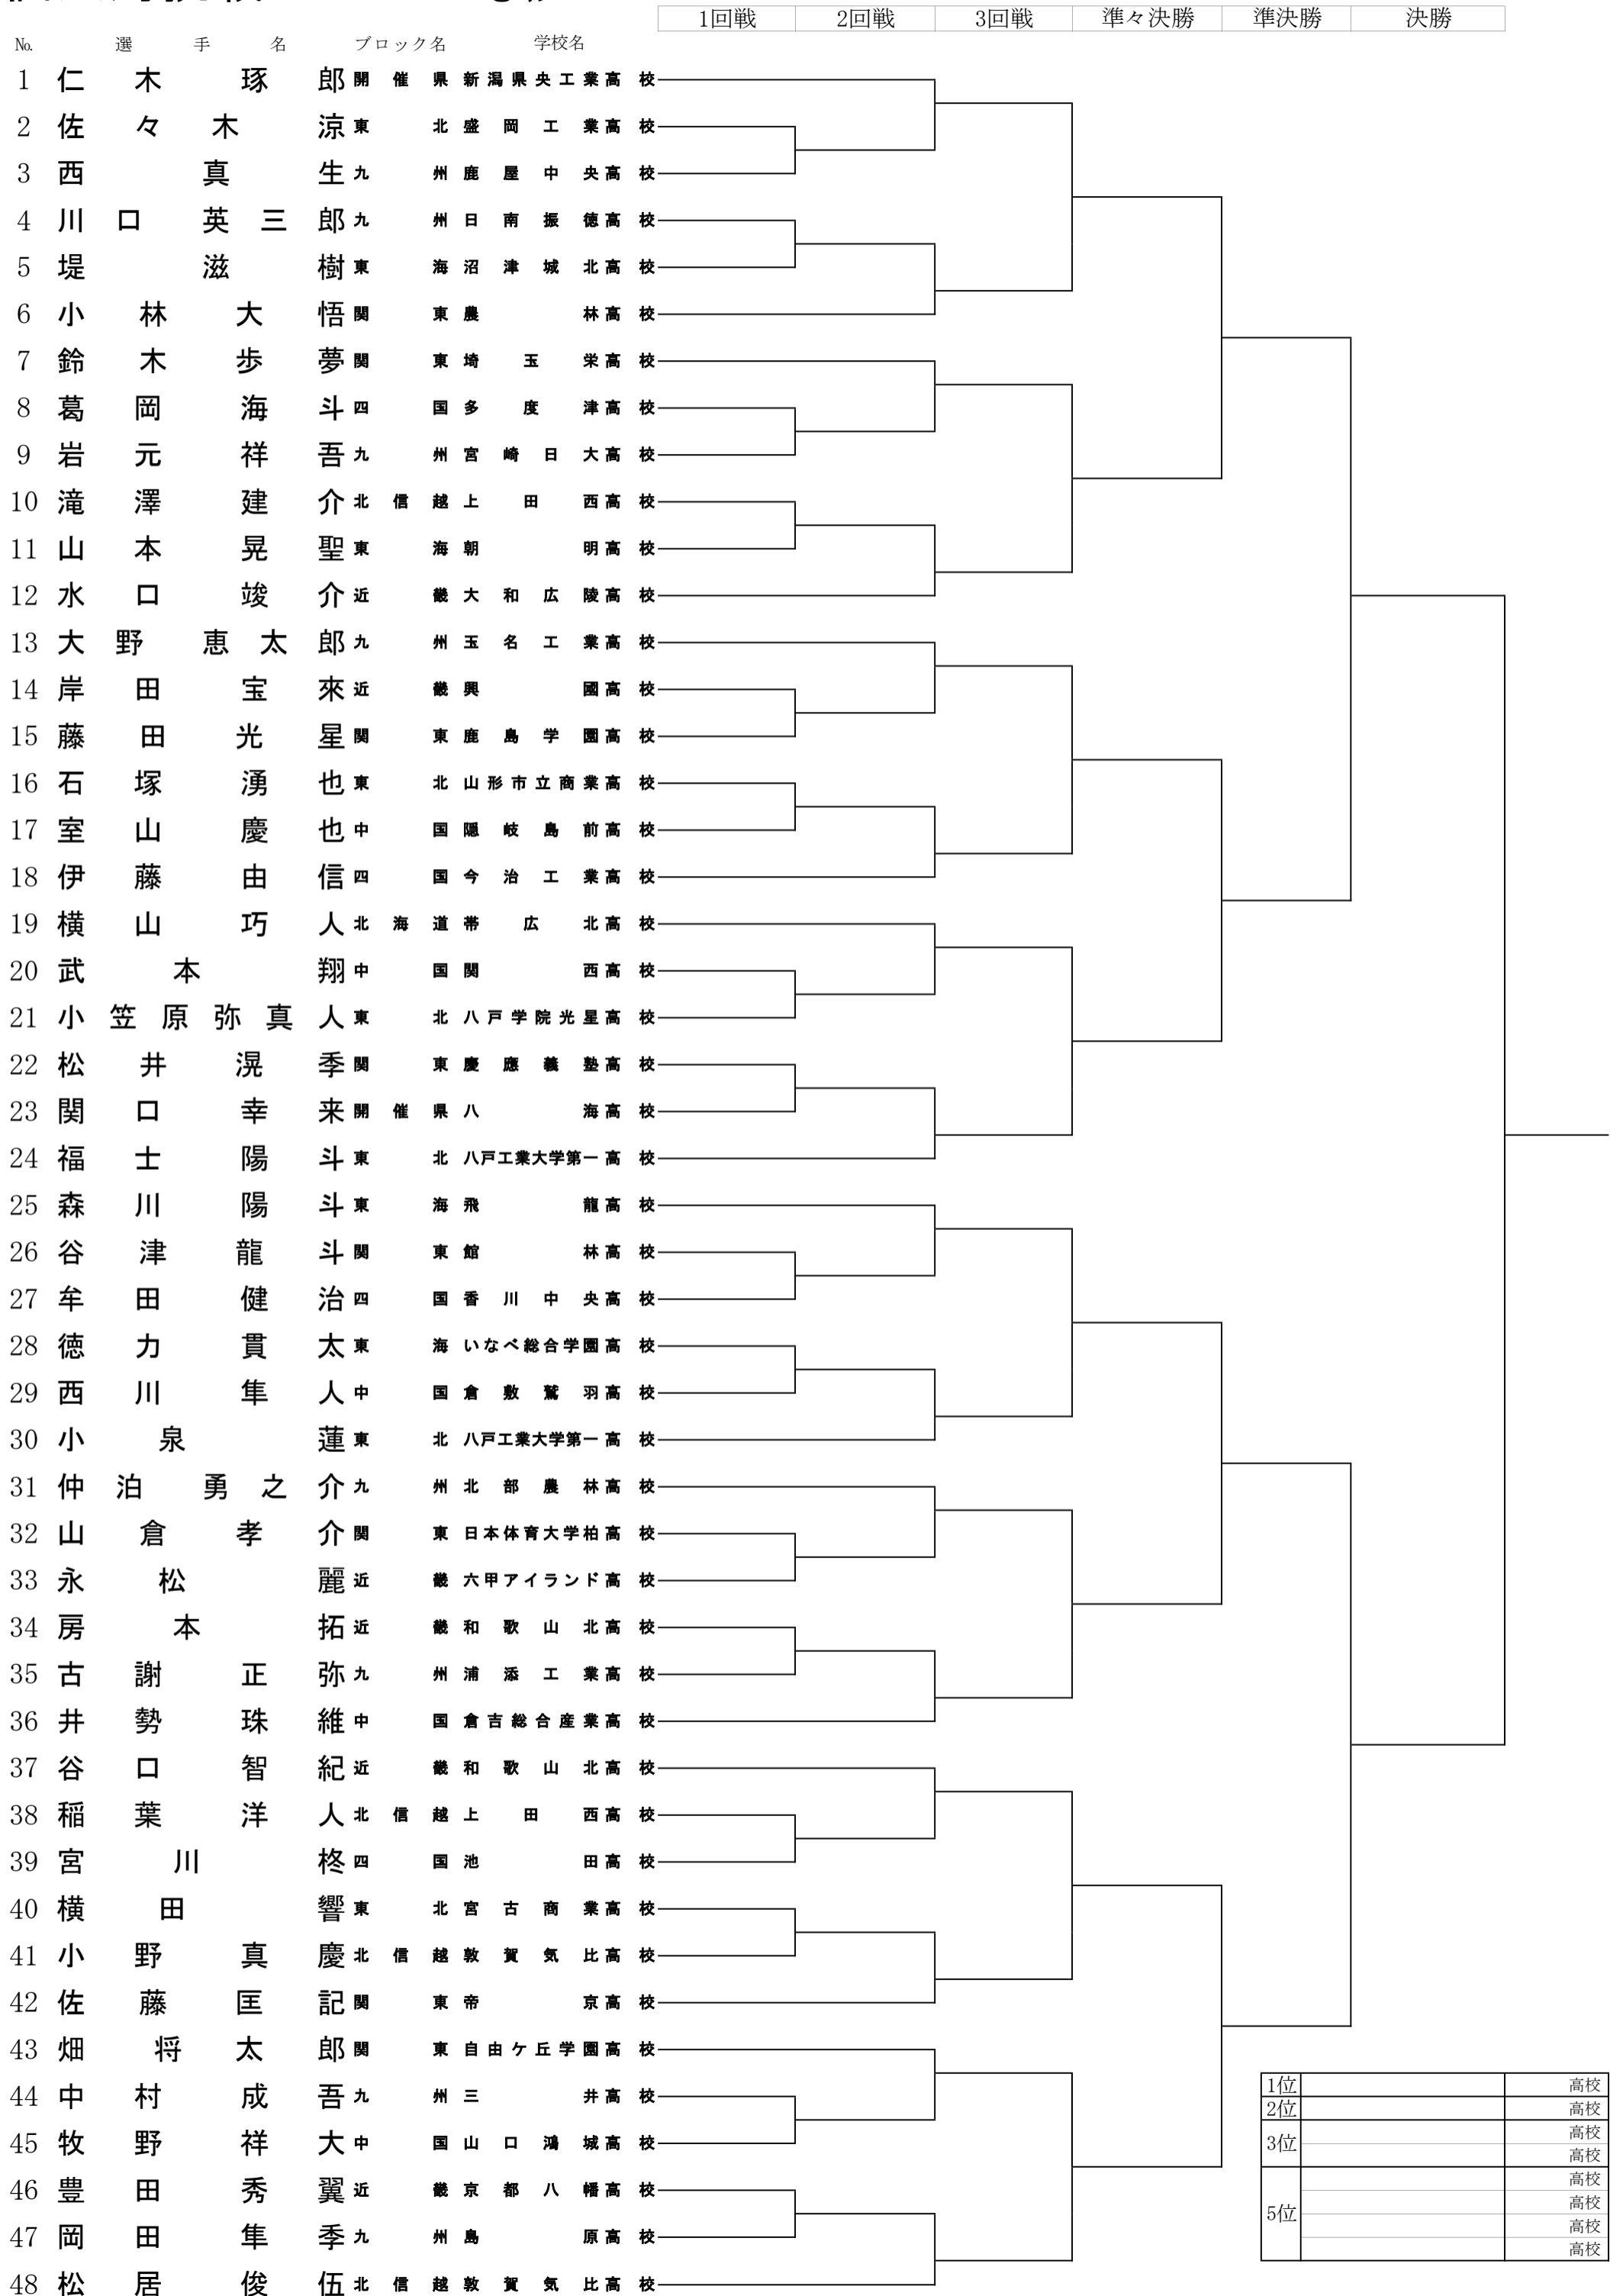 1回戦 2回戦 3回戦 準々決勝 準決勝 決勝
No. 選手名 ブロック名 学校名
1 仁木 琢郎 開催県 新潟県央工業高校
2 佐々木 涼 東北 盛岡工業高校
3 西 真生 九州 鹿屋中央高校
4 川口 英三郎 九州 日南振徳高校
5 堤 滋樹 東海 沼津城北高校
6 小林 大悟 関東 農林高校
7 鈴木 歩夢 関東 埼玉栄高校
8 葛岡 海斗 四国 多度津高校
9 岩元 祥吾 九州 宮崎日大高校
10 滝澤 建介 北信越 上田西高校
11 山本 晃聖 東海 朝明高校
12 水口 竣介 近畿 大和広陵高校
13 大野 恵太郎 九州 玉名工業高校
14 岸田 宝來 近畿 興國高校
15 藤田 光星 関東 鹿島学園高校
16 石塚 湧也 東北 山形市立商業高校
17 室山 慶也 中国 隠岐島前高校
18 伊藤 由信 四国 今治工業高校
19 横山 巧人 北海道 帯広北高校
20 武本 翔 中国 関西高校
21 小笠原弥真人 東北 八戸学院光星高校
22 松井 滉季 関東 慶應義塾高校
23 関口 幸来 開催県 八海高校
24 福士 陽斗 東北 八戸工業大学第一高校
25 森川 陽斗 東海 飛龍高校
26 谷津 龍斗 関東 館林高校
27 牟田 健治 四国 香川中央高校
28 徳力 貫太 東海 いなべ総合学園高校
29 西川 隼人 中国 倉敷鷲羽高校
30 小泉 蓮 東北 八戸工業大学第一高校
31 仲泊 勇之介 九州 北部農林高校
32 山倉 孝介 関東 日本体育大学柏高校
33 永松 麗 近畿 六甲アイランド高校
34 房本 拓 近畿 和歌山北高校
35 古謝 正弥 九州 浦添工業高校
36 井勢 珠維 中国 倉吉総合産業高校
37 谷口 智紀 近畿 和歌山北高校
38 稲葉 洋人 北信越 上田西高校
39 宮川 柊 四国 池田高校
40 横田 響 東北 宮古商業高校
41 小野 真慶 北信越 敦賀気比高校
42 佐藤 匡記 関東 帝京高校
43 畑 将太郎 関東 自由ケ丘学園高校
44 中村 成吾 九州 三井高校
45 牧野 祥大 中国 山口鴻城高校
46 豊田 秀翼 近畿 京都八幡高校
47 岡田 隼季 九州 島原高校
48 松居 俊伍 北信越 敦賀気比高校
1位 高校
2位 高校
3位 高校
高校
5位 高校
高校
高校
高校